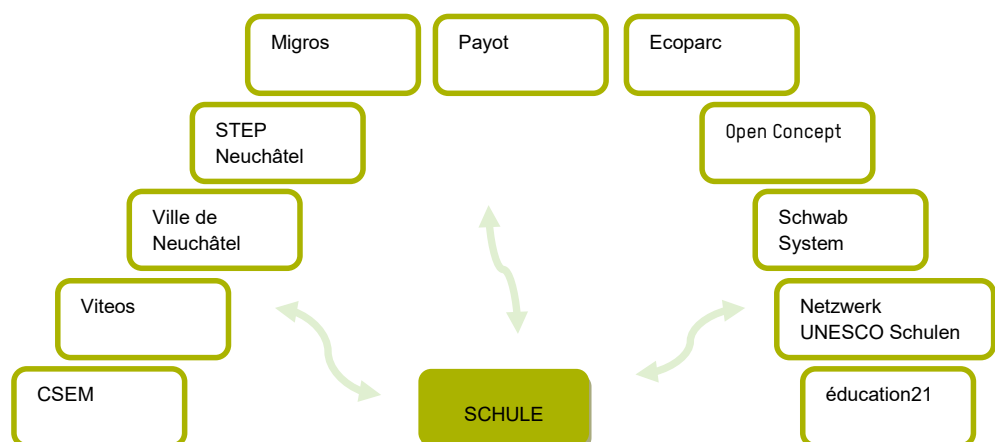 Migros
Payot
Ecoparc
STEP
Neuchâtel
Open Concept
Ville de
Neuchâtel
Schwab
System
Viteos
Netzwerk
UNESCO Schulen
CSEM
SCHULE
éducation21